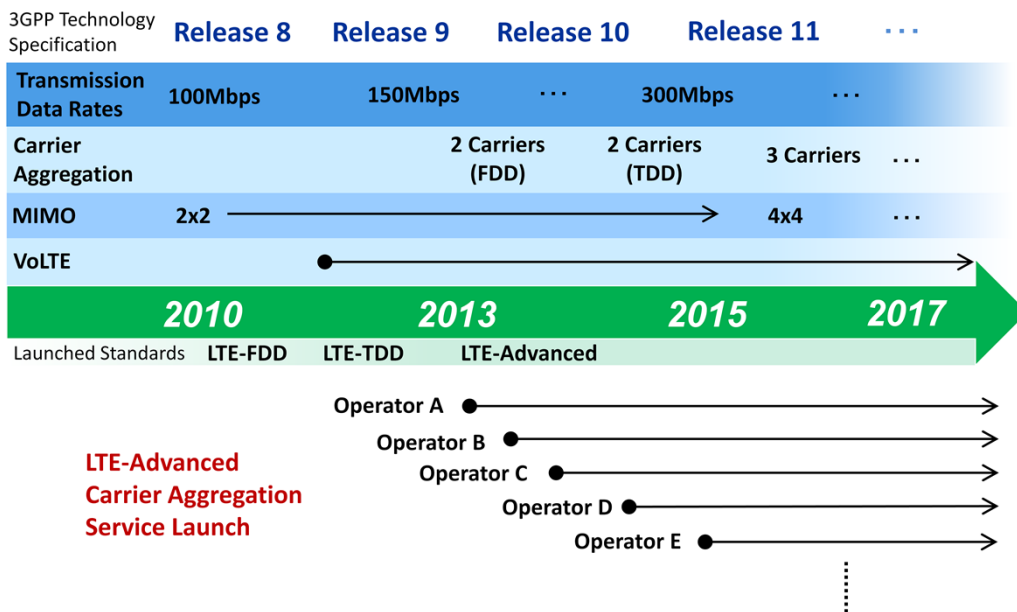 3GPP Technology
Specification
Release 8 Release 9 Release 10 Release 11 ...
Transmission
Data Rates
100Mbps 150Mbps ... 300Mbps ...
Carrier
Aggregation
2 Carriers
(FDD)
2 Carriers
(TDD)
3 Carriers ...
MIMO 2x2 4x4 ...
VoLTE
2010 2013 2015 2017
Launched Standards LTE-FDD LTE-TDD LTE-Advanced
Operator A
Operator B
Operator C
Operator D
Operator E
LTE-Advanced
Carrier Aggregation
Service Launch